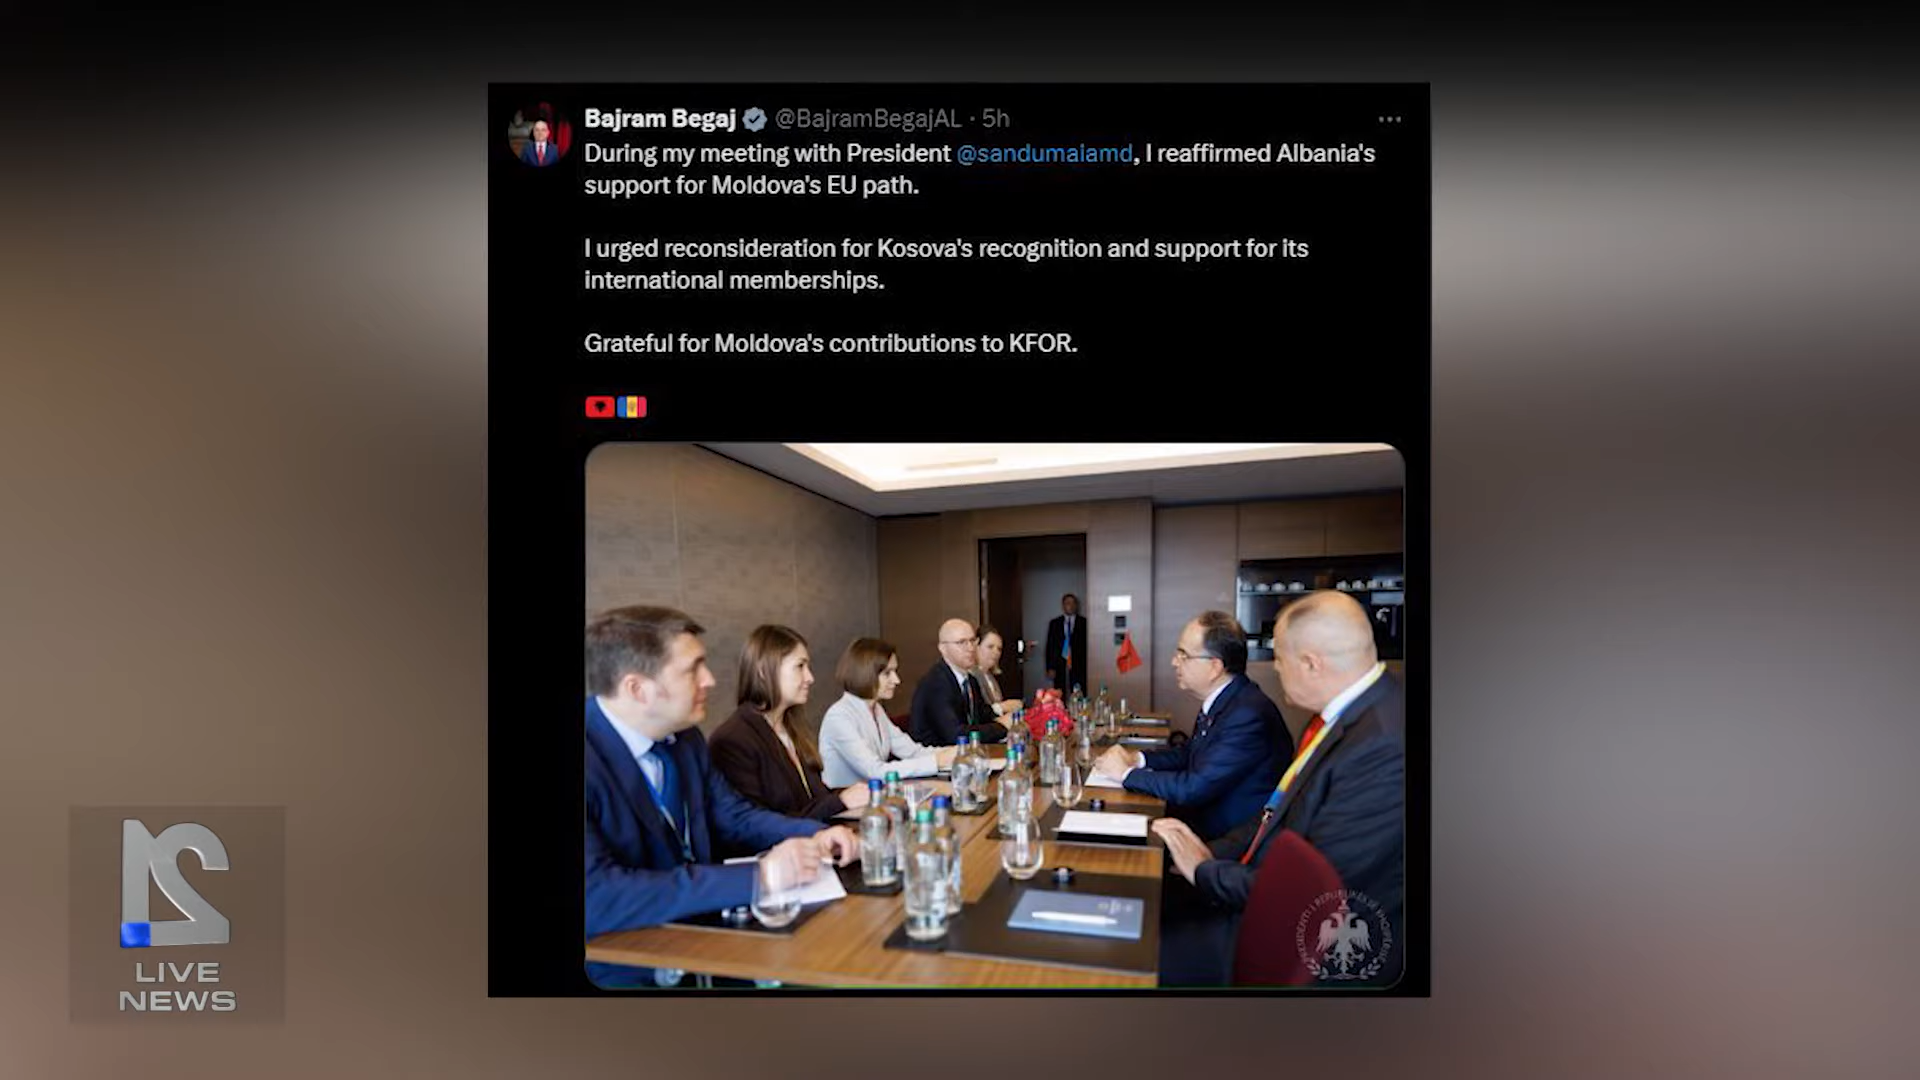 Bajram Begaj @BajramBegajAL · 5h
During my meeting with President @sandumaiamd, I reaffirmed Albania's
support for Moldova's EU path.
I urged reconsideration for Kosova's recognition and support for its
international memberships.
Grateful for Moldova's contributions to KFOR.
2
LIVE
NEWS